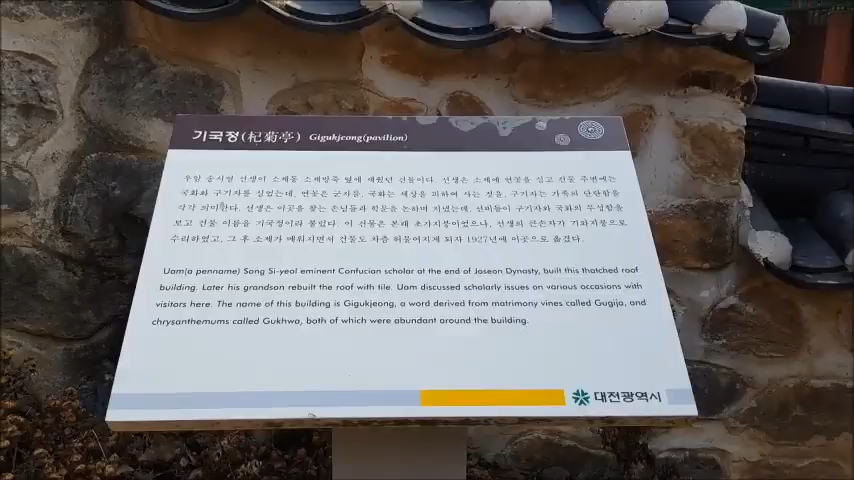 기국정(杞菊亭) Gigukjeong(pavilion)
우암 송시열 선생이 소제동 소제방죽 옆에 세웠던 건물이다. 선생은 소제에 연꽃을 심고 건물 주변에는
국화와 구기자를 심었는데, 연꽃은 군자를, 국화는 세상을 피하여 사는 것을, 구기자는 가족의 단란함을
각각 의미한다. 선생은 이곳을 찾는 손님들과 학문을 논하며 지냈는데, 선비들이 구기자와 국화의 무성함을
보고 건물 이름을 기국정이라 불렀다. 이 건물은 본래 초가지붕이었으나, 선생의 큰손자가 기와지붕으로
수리하였고, 그 후 소제가 메워지면서 건물도 차츰 허물어지게 되자 1927년에 이곳으로 옮겼다.
Uam(a penname) Song Si-yeol eminent Confucian scholar at the end of Joseon Dynasty, built this thatched roof
building. Later his grandson rebuilt the roof with tile. Uam discussed scholarly issues on various occasions with
visitors here. The name of this building is Gigukjeong, a word derived from matrimony vines called Gugija, and
chrysanthemums called Gukhwa, both of which were abundant around the building.
대전광역시